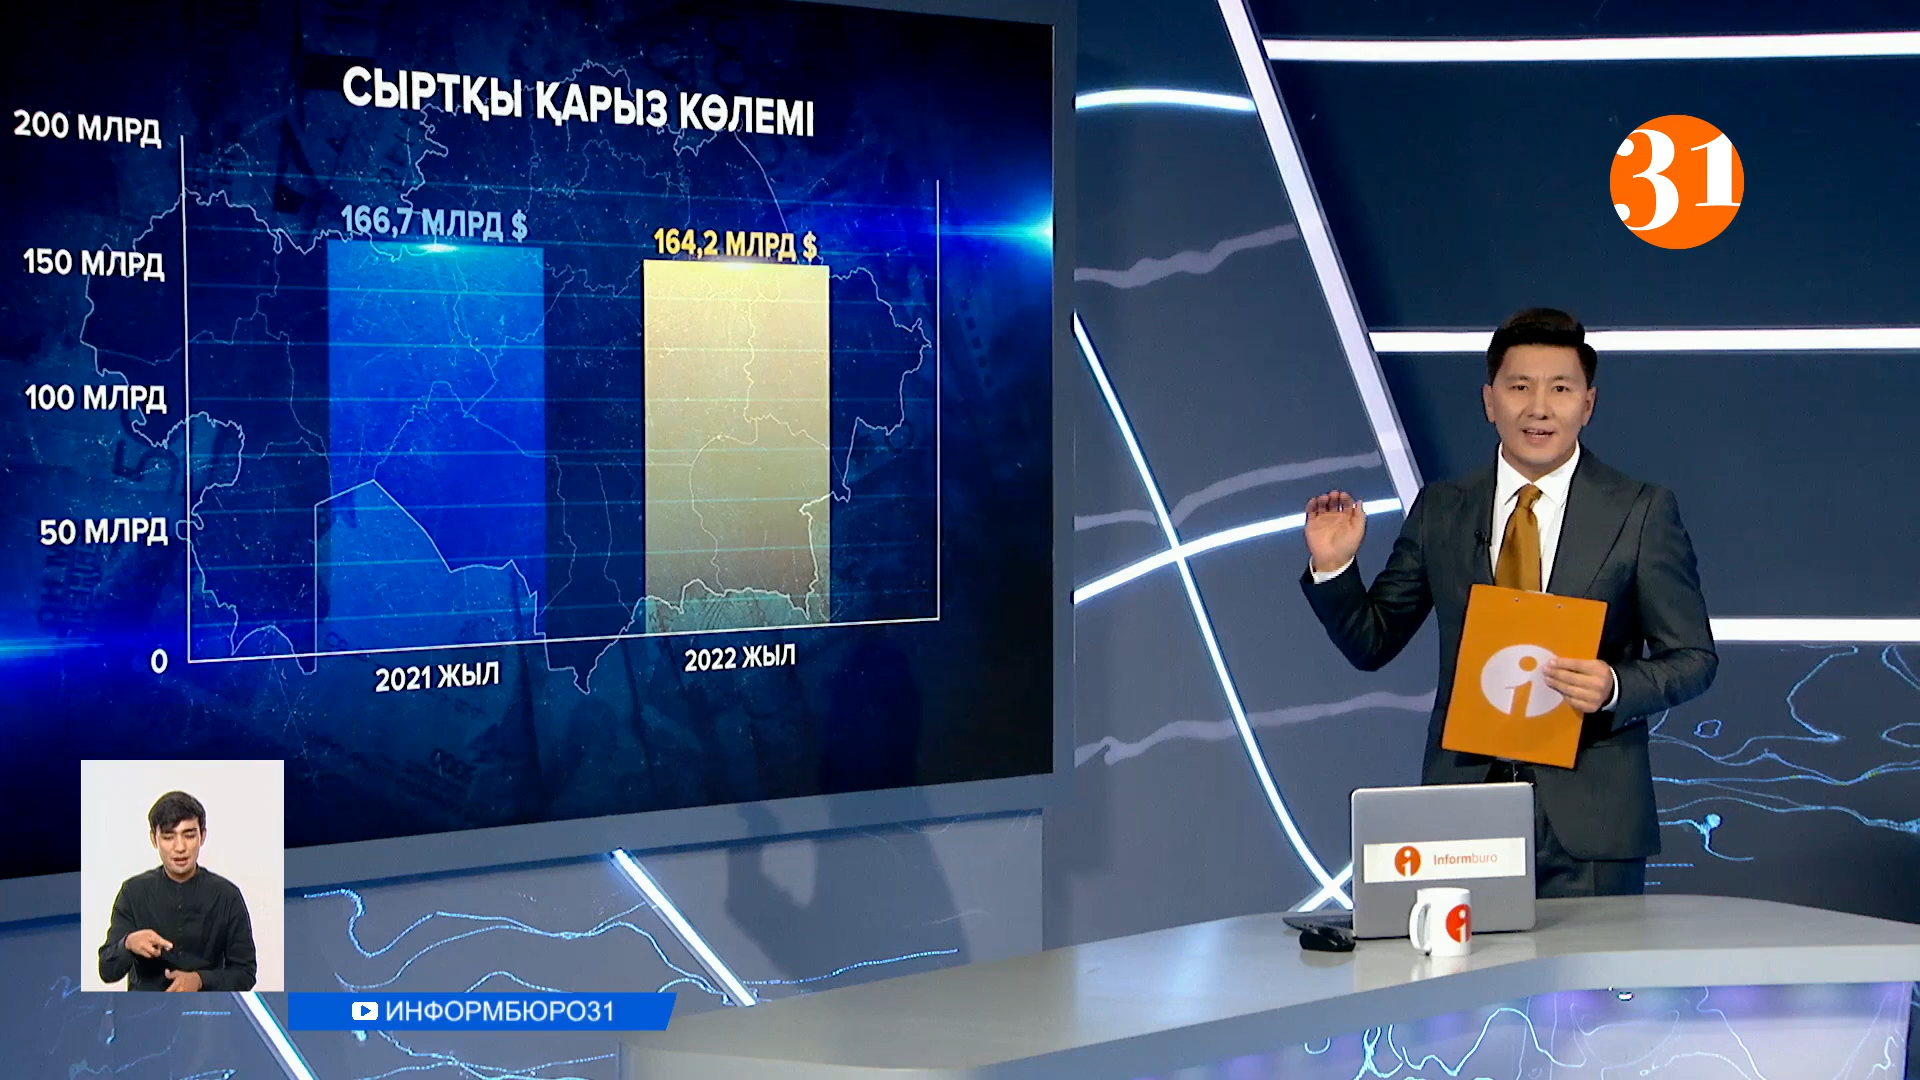 СЫРТҚЫ ҚАРЫЗ КӨЛЕМІ
200 МЛРД
150 МЛРД
100 МЛРД
50 МЛРД
0
166,7 МЛРД $
164,2 МЛРД $
2021 ЖЫЛ
2022 ЖЫЛ
31
i
i Informburo
i
ИНФОРМБЮРО31